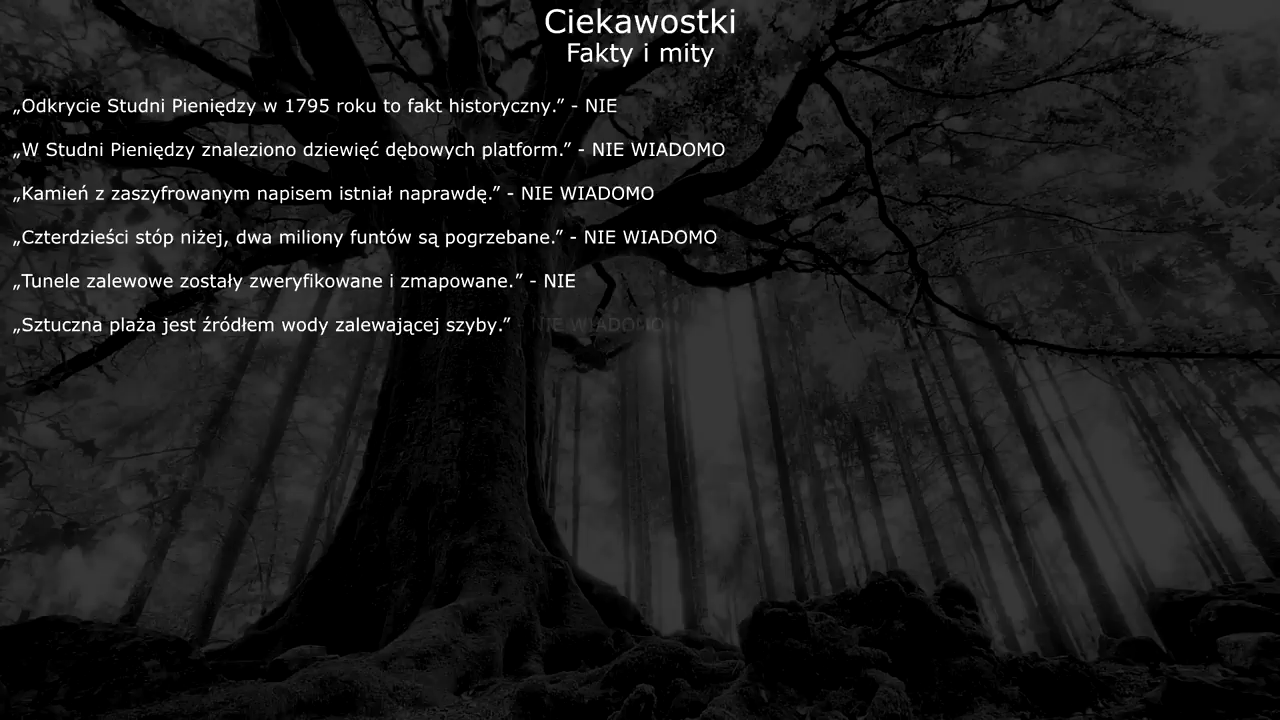 Ciekawostki
Fakty i mity
„Odkrycie Studni Pieniędzy w 1795 roku to fakt historyczny.” - NIE
„W Studni Pieniędzy znaleziono dziewięć dębowych platform.” - NIE WIADOMO
„Kamień z zaszyfrowanym napisem istniał naprawdę.” - NIE WIADOMO
„Czterdzieści stóp niżej, dwa miliony funtów są pogrzebane.” - NIE WIADOMO
„Tunele zalewowe zostały zweryfikowane i zmapowane.” - NIE
„Sztuczna plaża jest źródłem wody zalewającej szyby.” - NIE WIADOMO